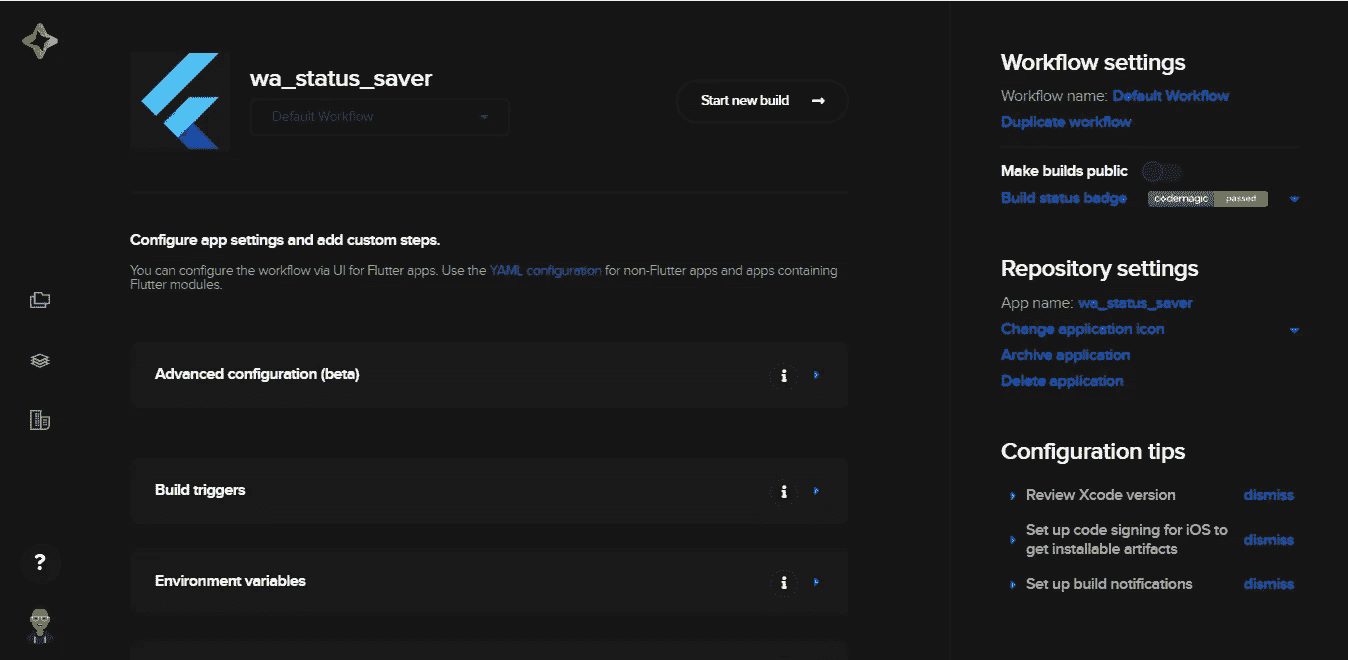 wa_status_saver
Default Workflow
Start new build
Configure app settings and add custom steps.
You can configure the workflow via UI for Flutter apps. Use the YAML configuration for non-Flutter apps and apps containing
Flutter modules.
Advanced configuration (beta)
Build triggers
Environment variables
?
Workflow settings
Workflow name: Default Workflow
Duplicate workflow
Make builds public
Build status badge codemagic passed
Repository settings
App name: wa_status_saver
Change application icon
Archive application
Delete application
Configuration tips
Review Xcode version dismiss
Set up code signing for iOS to
get installable artifacts dismiss
Set up build notifications dismiss